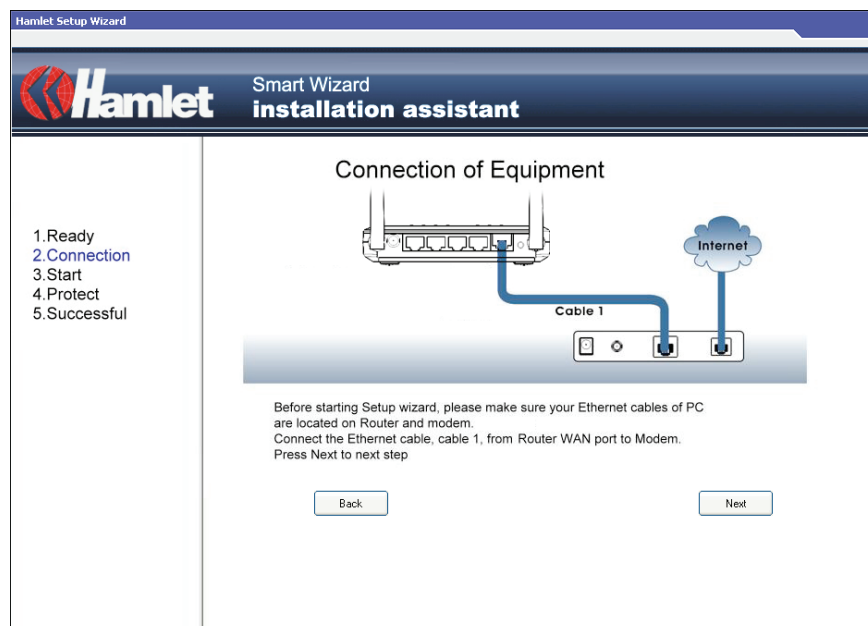 Hamlet Setup Wizard
Hamlet
Smart Wizard
installation assistant
1.Ready
2.Connection
3.Start
4.Protect
5.Successful
Connection of Equipment
Internet
Cable 1
Before starting Setup wizard, please make sure your Ethernet cables of PC
are located on Router and modem.
Connect the Ethernet cable, cable 1, from Router WAN port to Modem.
Press Next to next step
Back
Next